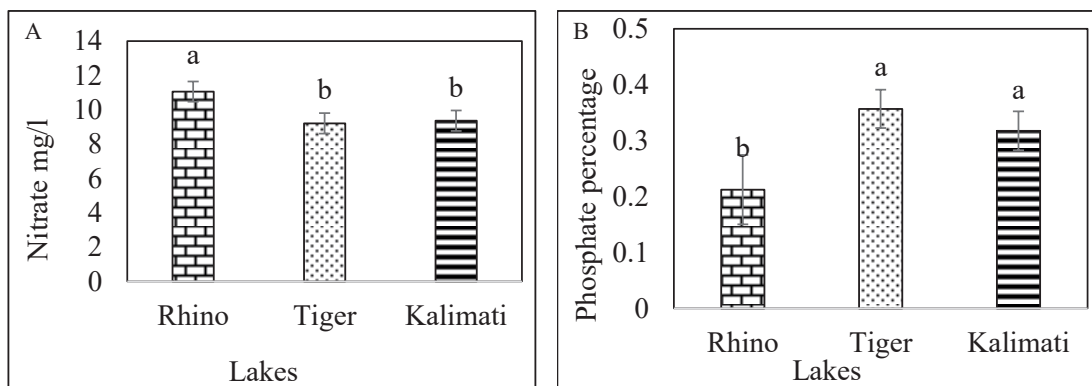 A
Nitrate mg/l
14
12
10
8
6
4
2
0
a
b
b
Rhino
Tiger
Kalimati
Lakes
B
Phosphate percentage
0.5
0.4
0.3
0.2
0.1
0
b
a
a
Rhino
Tiger
Kalimati
Lakes